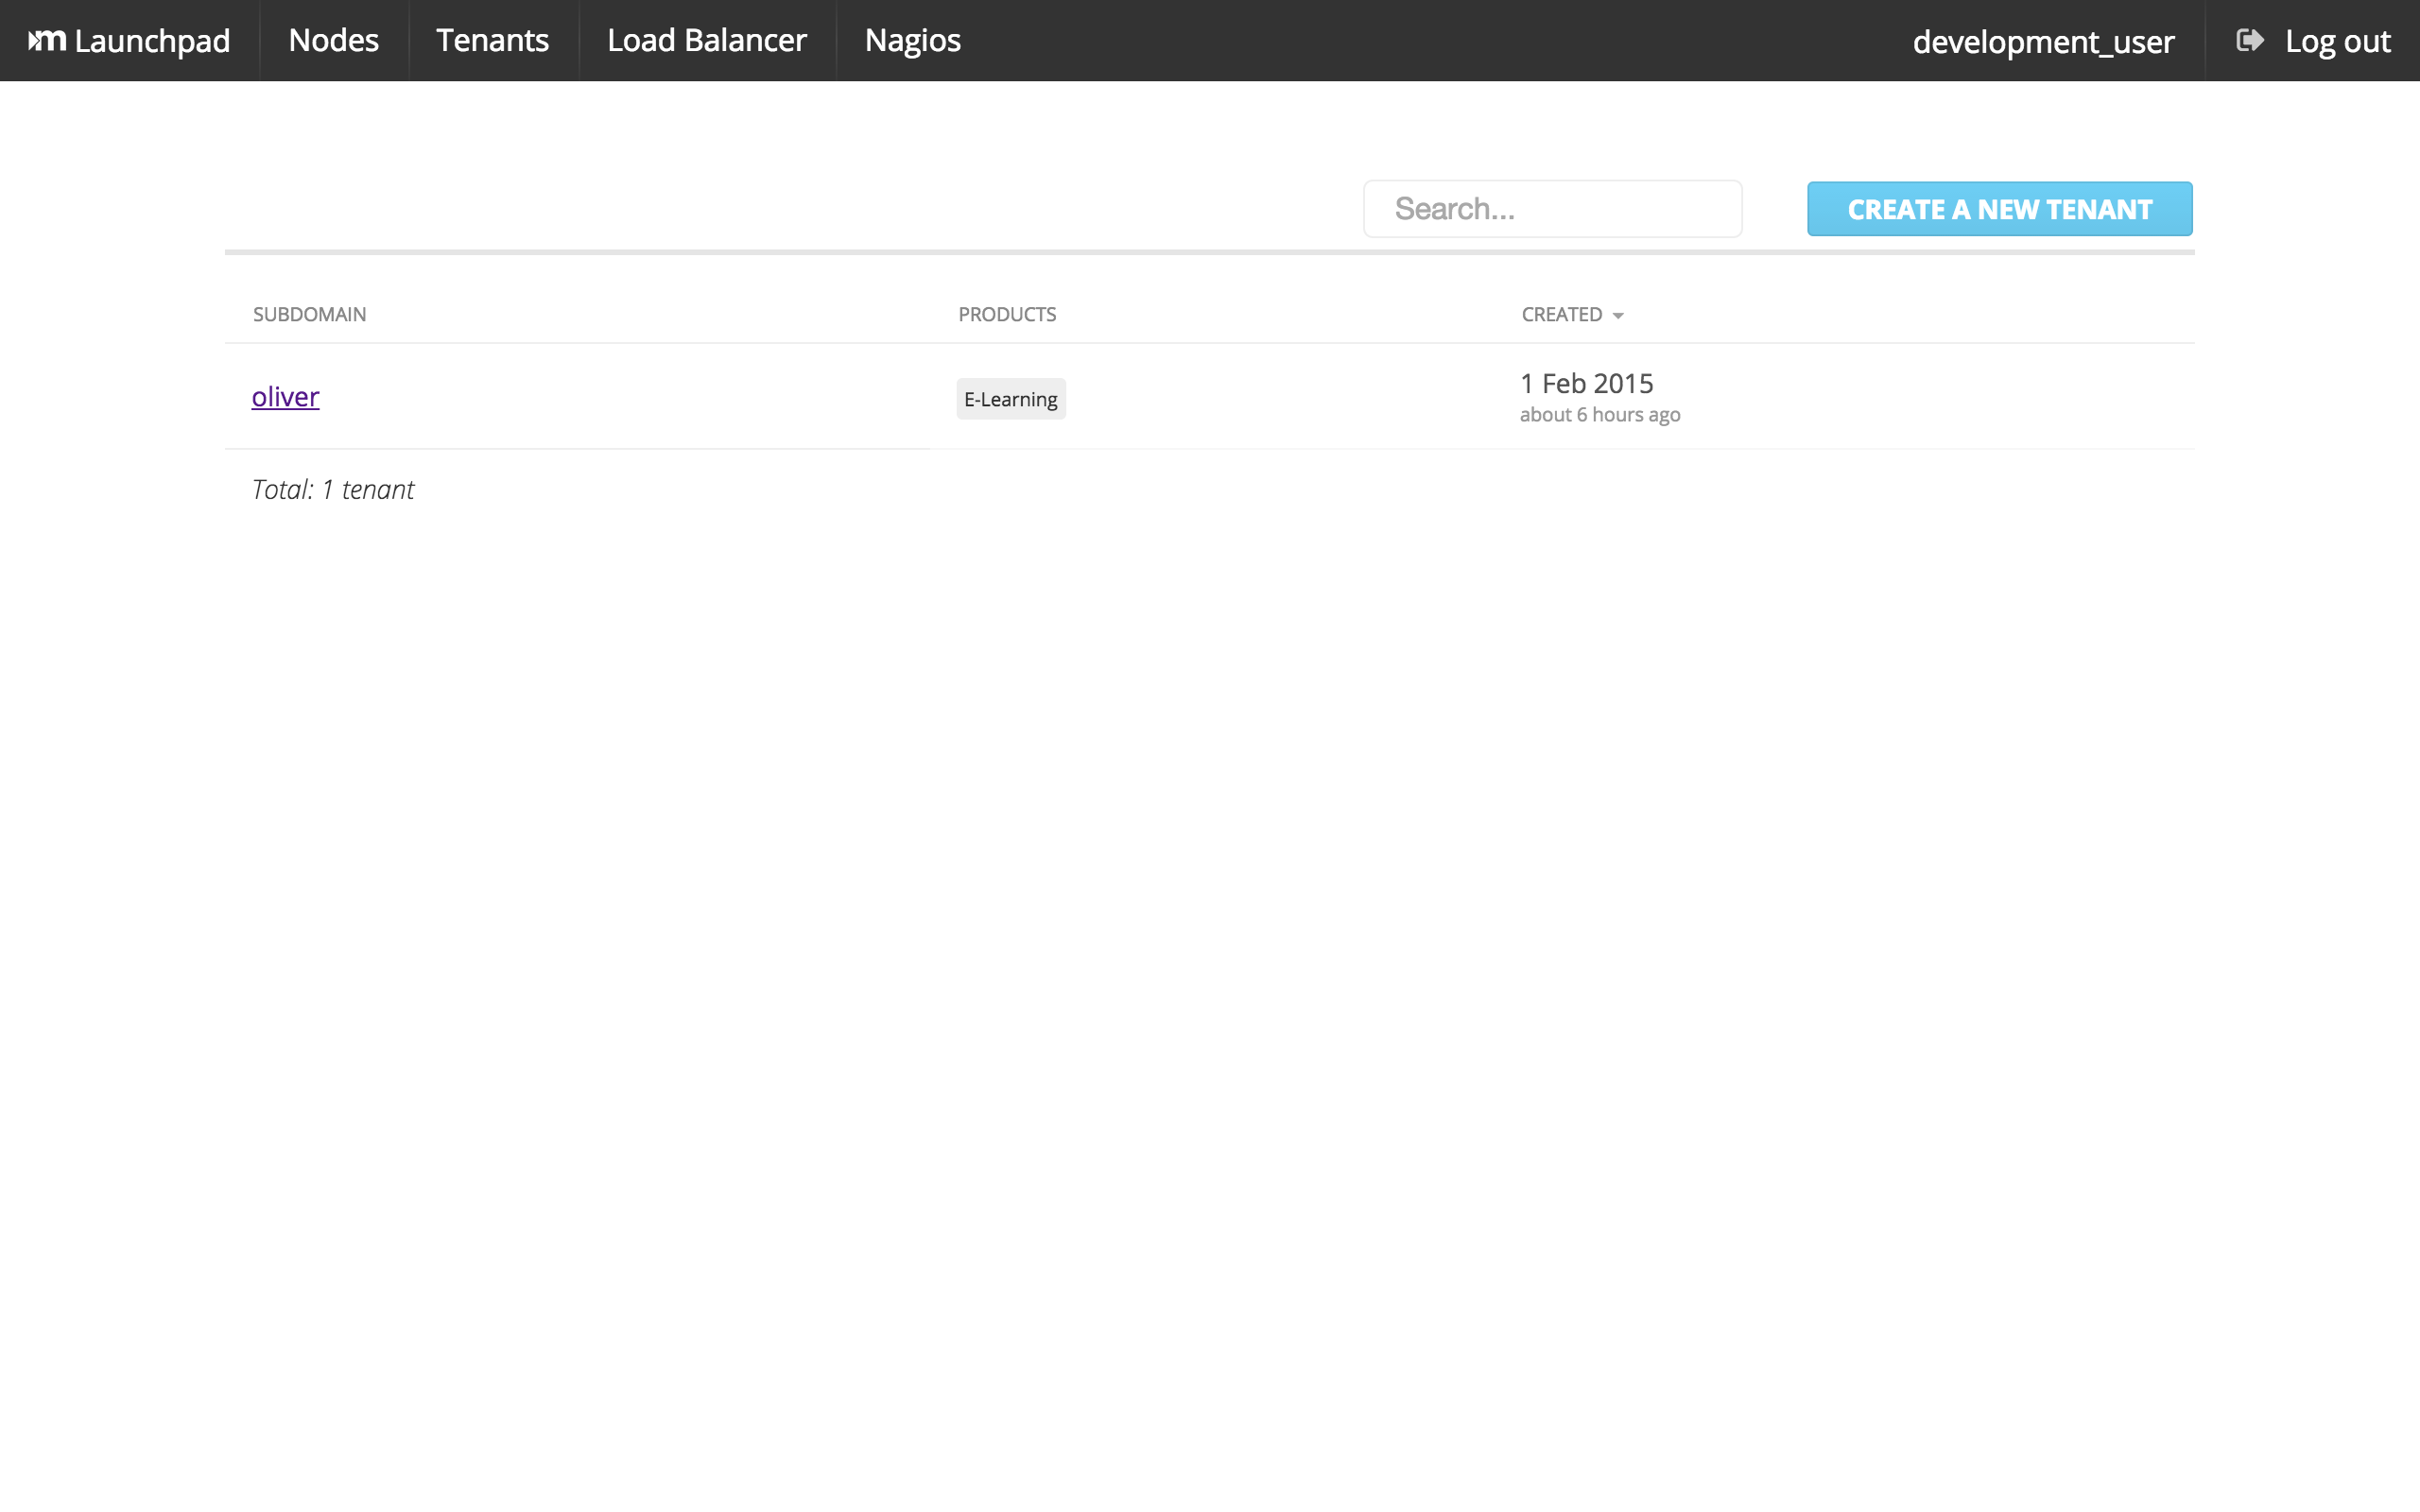 m Launchpad Nodes Tenants Load Balancer Nagios development_user Log out
Search... CREATE A NEW TENANT
SUBDOMAIN PRODUCTS CREATED
oliver E-Learning 1 Feb 2015
about 6 hours ago
Total: 1 tenant